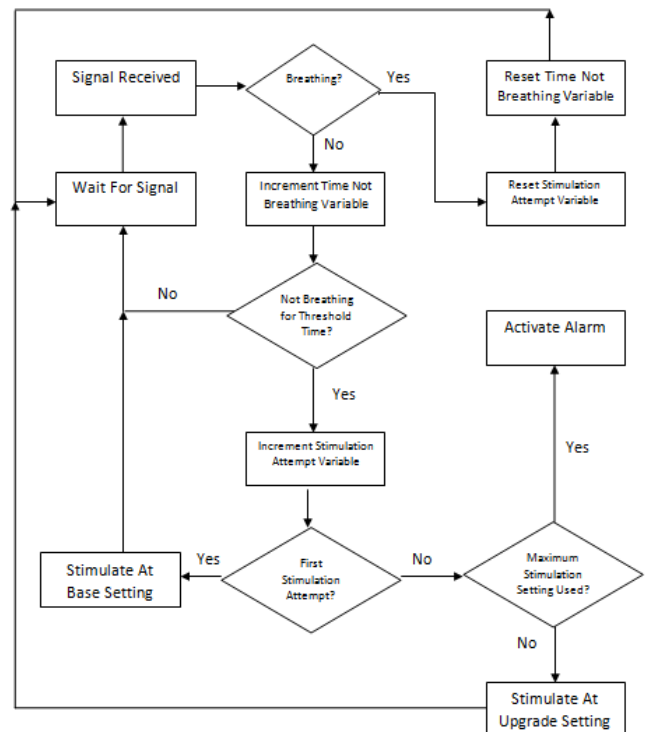 Signal Received
Breathing?
Yes
Reset Time Not
Breathing Variable
No
Wait For Signal
Increment Time Not
Breathing Variable
Reset Stimulation
Attempt Variable
No
Not Breathing
for Threshold
Time?
Activate Alarm
Yes
Increment Stimulation
Attempt Variable
Yes
Stimulate At
Base Setting
Yes
First
Stimulation
Attempt?
No
Maximum
Stimulation
Setting Used?
No
Stimulate At
Upgrade Setting